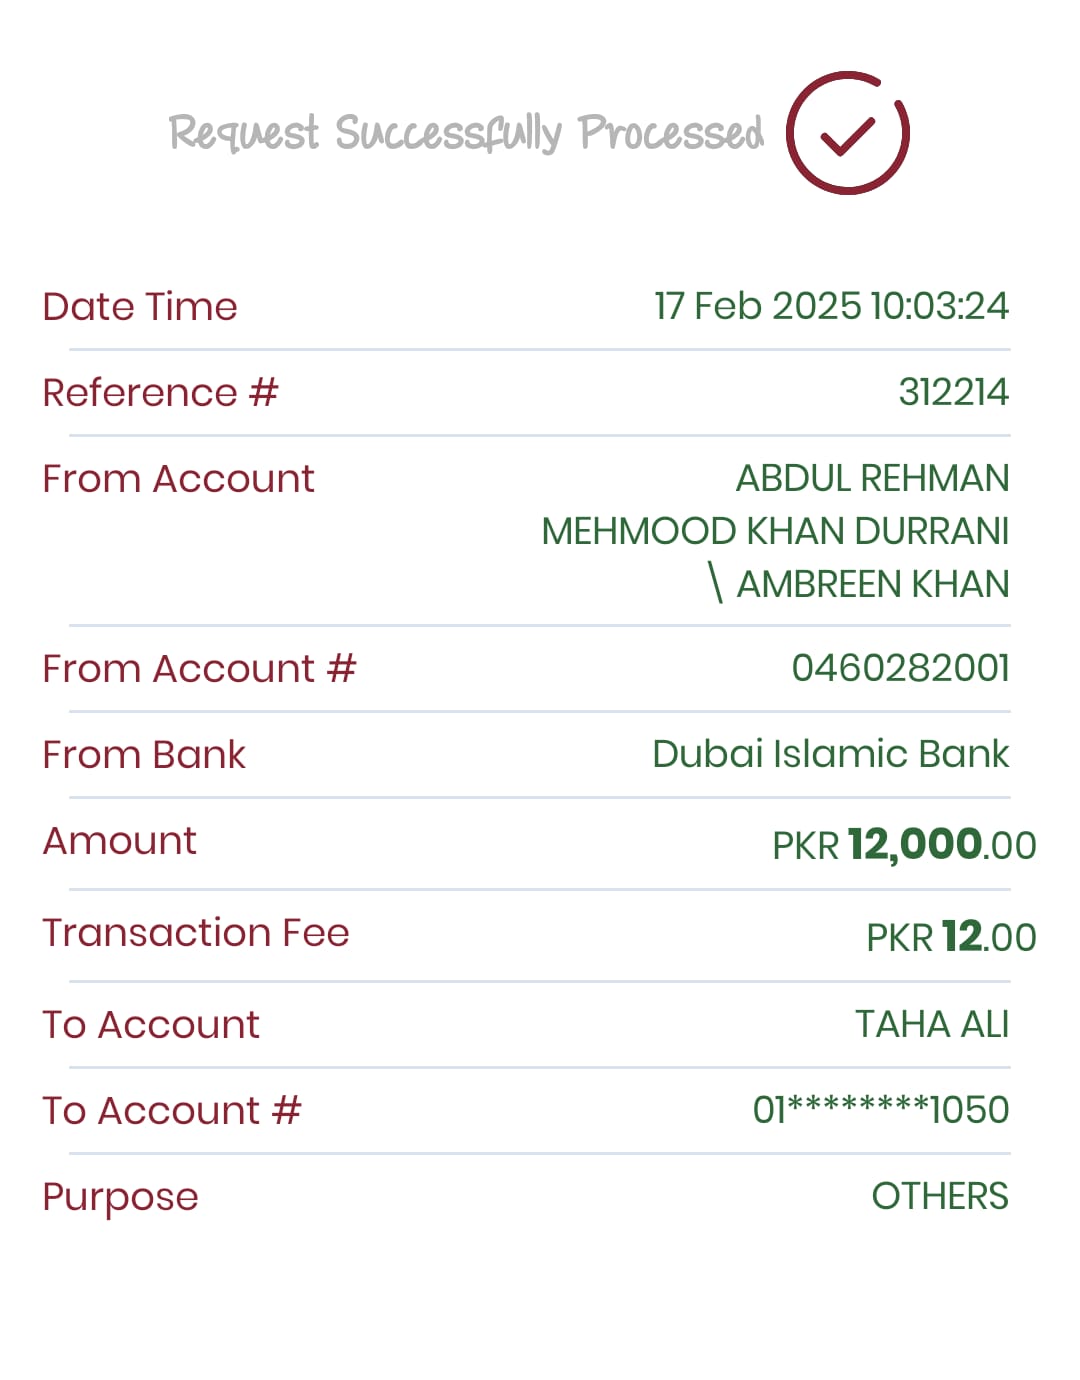 Request Successfully Processed
Date Time 17 Feb 2025 10:03:24
Reference # 312214
From Account ABDUL REHMAN
MEHMOOD KHAN DURRANI
\ AMBREEN KHAN
From Account # 0460282001
From Bank Dubai Islamic Bank
Amount PKR 12,000.00
Transaction Fee PKR 12.00
To Account TAHA ALI
To Account # 01********1050
Purpose OTHERS